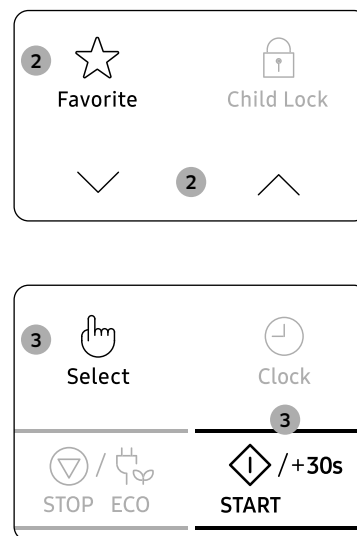 2
Favorite Child Lock
2
3
Select Clock
3
/ / +30s
STOP ECO START